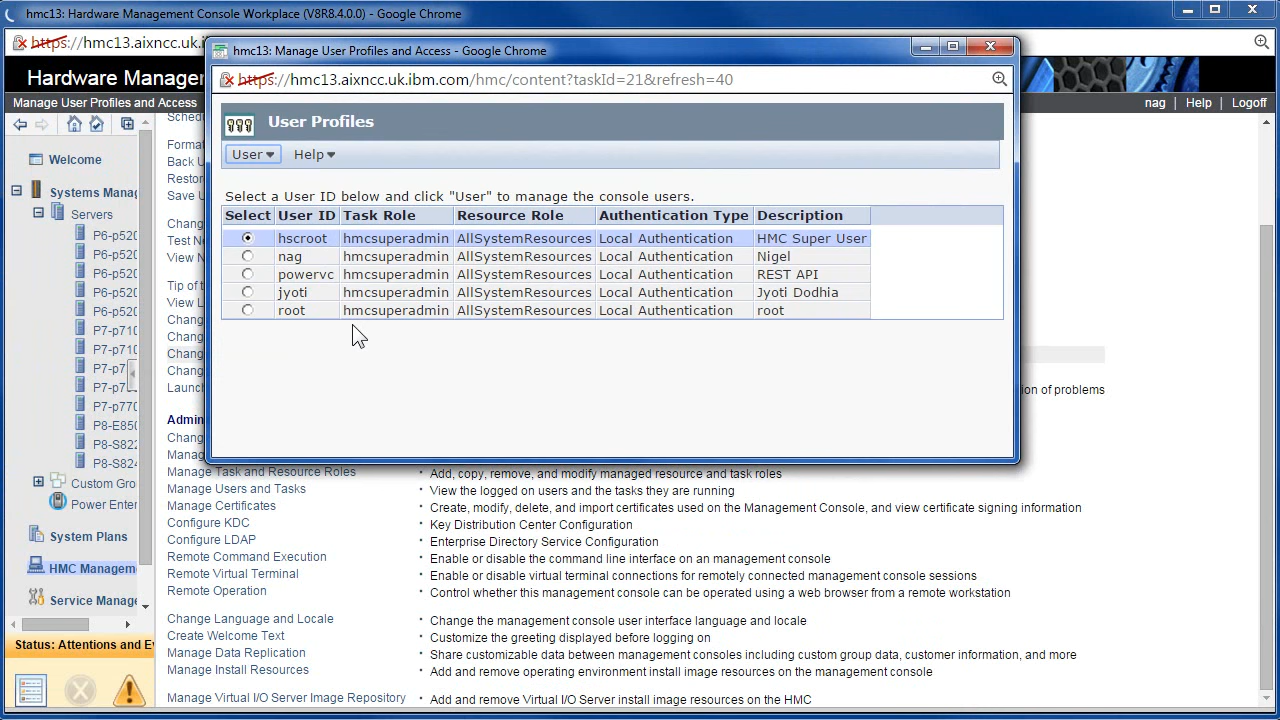 hmc13: Hardware Management Console Workplace (V8R8.4.0.0) - Google Chrome
https://hmc13.aixncc.uk.i
Hardware Manager
Manage User Profiles and Access
nag | Help | Logoff
hmc13: Manage User Profiles and Access - Google Chrome
https://hmc13.aixncc.uk.ibm.com/hmc/content?taskId=21&refresh=40
User Profiles
User Help
Select a User ID below and click "User" to manage the console users.
Select User ID Task Role Resource Role Authentication Type Description
hscroot hmcsuperadmin AllSystemResources Local Authentication HMC Super User
nag hmcsuperadmin AllSystemResources Local Authentication Nigel
powervc hmcsuperadmin AllSystemResources Local Authentication REST API
jyoti hmcsuperadmin AllSystemResources Local Authentication Jyoti Dodhia
root hmcsuperadmin AllSystemResources Local Authentication root
Welcome
Systems Mana
Servers
P6-p520
P6-p520
P6-p520
P6-p520
P6-p520
P7-p710
P7-p710
P7-p7
P7-p7
P7-p770
P8-E850
P8-S822
P8-S824
Custom Gro
Power Enter
System Plans
HMC Managem
Service Manag
Status: Attentions and Ev
Sched
Format
Back U
Restor
Save U
Chang
Test Ne
View N
Tip of t
View L
Chang
Chang
Chang
Chang
Launch
on of problems
Admin
Chang
Manag
Manage Task and Resource Roles • Add, copy, remove, and modify managed resource and task roles
Manage Users and Tasks • View the logged on users and the tasks they are running
Manage Certificates • Create, modify, delete, and import certificates used on the Management Console, and view certificate signing information
Configure KDC • Key Distribution Center Configuration
Configure LDAP • Enterprise Directory Service Configuration
Remote Command Execution • Enable or disable the command line interface on an management console
Remote Virtual Terminal • Enable or disable virtual terminal connections for remotely connected management console sessions
Remote Operation • Control whether this management console can be operated using a web browser from a remote workstation
Change Language and Locale • Change the management console user interface language and locale
Create Welcome Text • Customize the greeting displayed before logging on
Manage Data Replication • Share customizable data between management consoles including custom group data, customer information, and more
Manage Install Resources • Add and remove operating environment install image resources on the management console
Manage Virtual I/O Server Image Repository • Add and remove Virtual I/O Server install image resources on the HMC